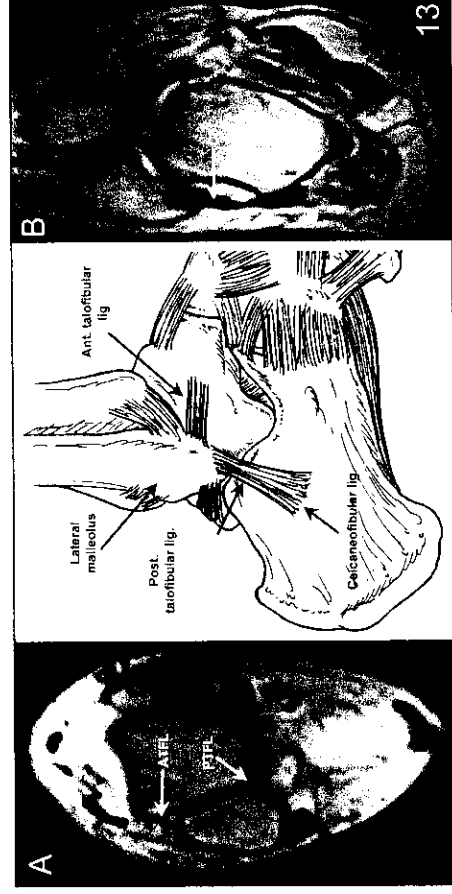 A
ATFL
PTFL
Lateral
malleolus
Post.
talofibular lig.
Ant. talofibular
lig
Calcaneofibular lig.
B
13